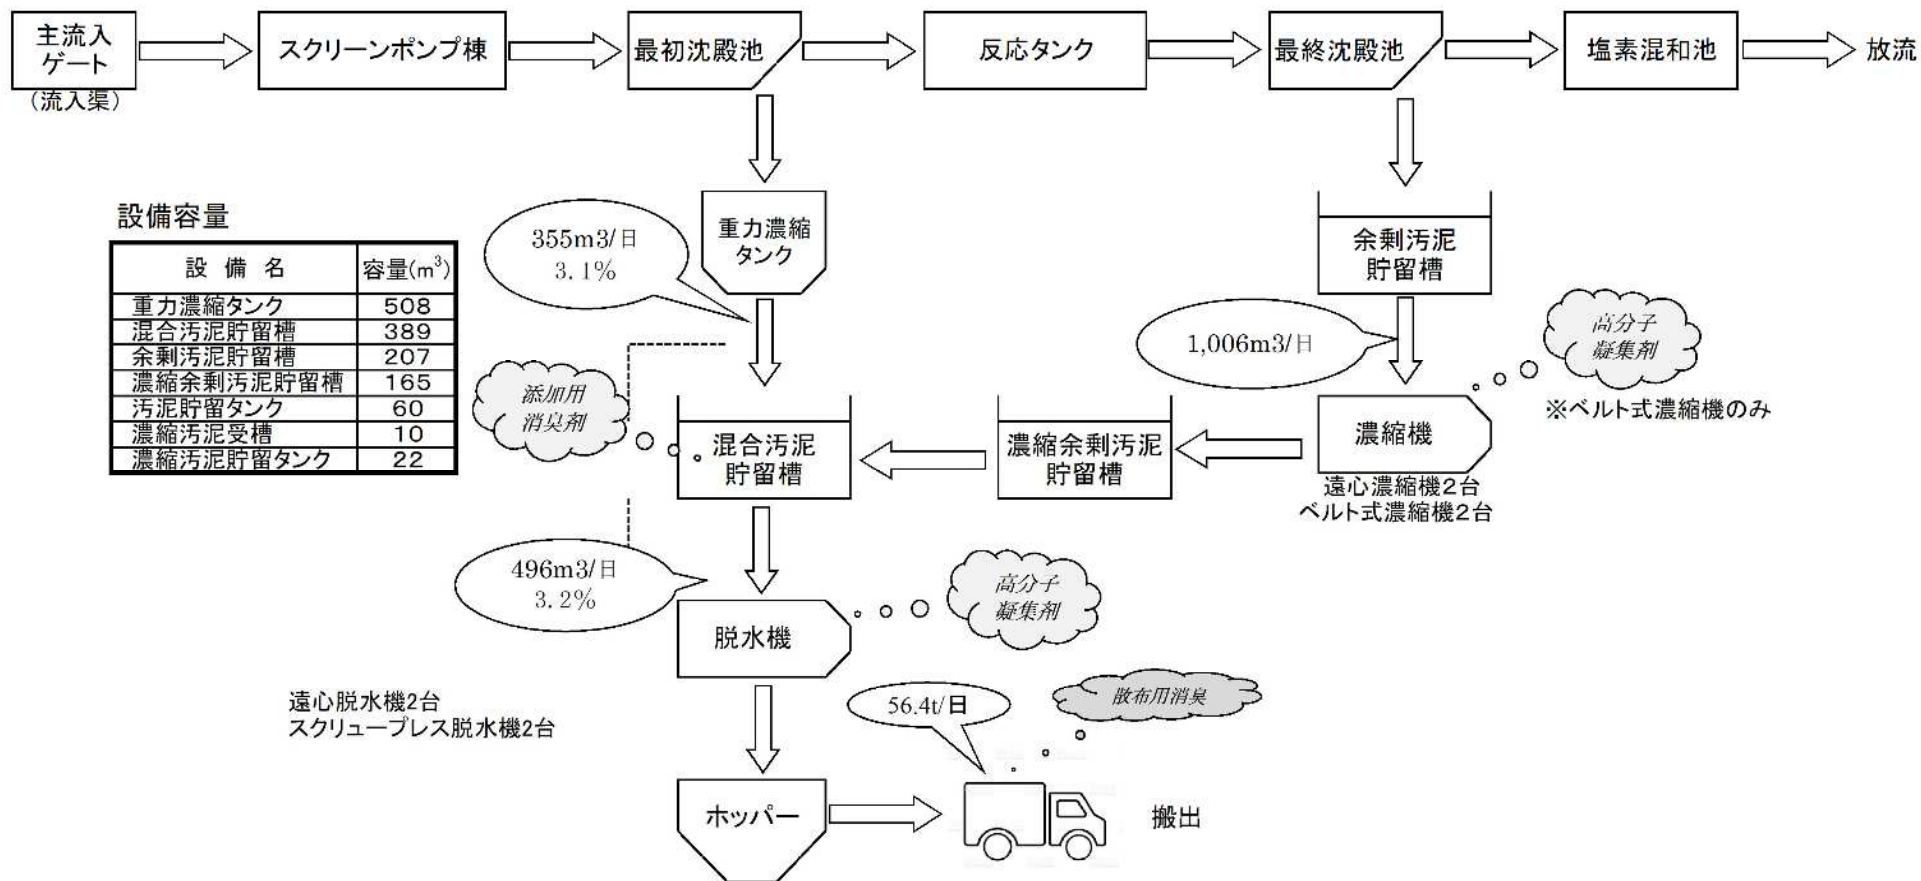 主流入
ゲート
(流入渠)
スクリーンポンプ棟
最初沈殿池
反応タンク
最終沈殿池
塩素混和池
放流
設備容量
設 備 名 容量(m³)
重力濃縮タンク 508
混合汚泥貯留槽 389
余剰汚泥貯留槽 207
濃縮余剰汚泥貯留槽 165
汚泥貯留タンク 60
濃縮汚泥受槽 10
濃縮汚泥貯留タンク 22
355m3/日
3.1%
重力濃縮
タンク
余剰汚泥
貯留槽
1,006m3/日
高分子
凝集剤
※ベルト式濃縮機のみ
添加用
消臭剤
混合汚泥
貯留槽
濃縮余剰汚泥
貯留槽
濃縮機
遠心濃縮機2台
ベルト式濃縮機2台
496m3/日
3.2%
高分子
凝集剤
脱水機
遠心脱水機2台
スクリュープレス脱水機2台
56.4t/日
散布用消臭
ホッパー
搬出